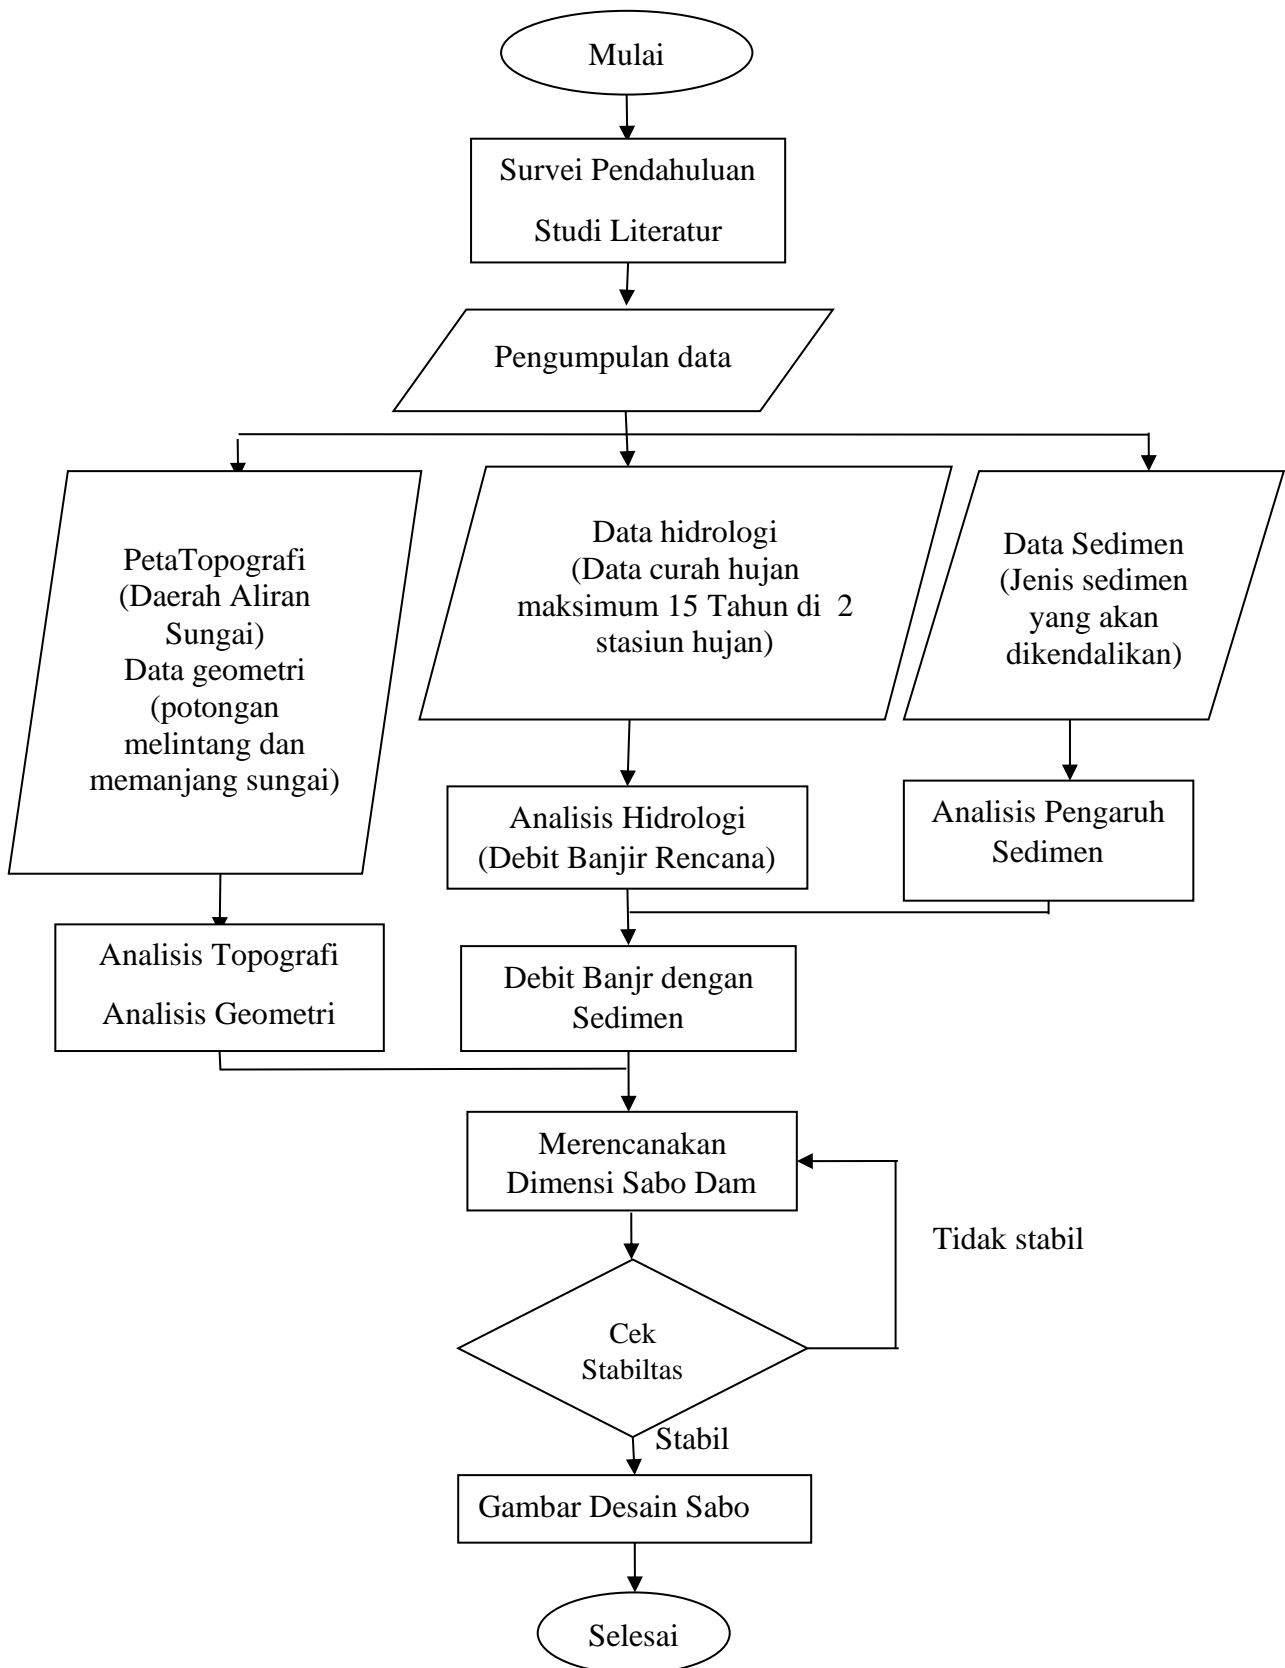 Mulai
Survei Pendahuluan
Studi Literatur
Pengumpulan data
PetaTopografi
(Daerah Aliran
Sungai)
Data geometri
(potongan
melintang dan
memanjang sungai)
Data hidrologi
(Data curah hujan
maksimum 15 Tahun di  2
stasiun hujan)
Data Sedimen
(Jenis sedimen
yang akan
dikendalikan)
Analisis Hidrologi
(Debit Banjir Rencana)
Analisis Pengaruh
Sedimen
Analisis Topografi
Analisis Geometri
Debit Banjr dengan
Sedimen
Merencanakan
Dimensi Sabo Dam
Tidak stabil
Cek
Stabiltas
Stabil
Gambar Desain Sabo
Selesai